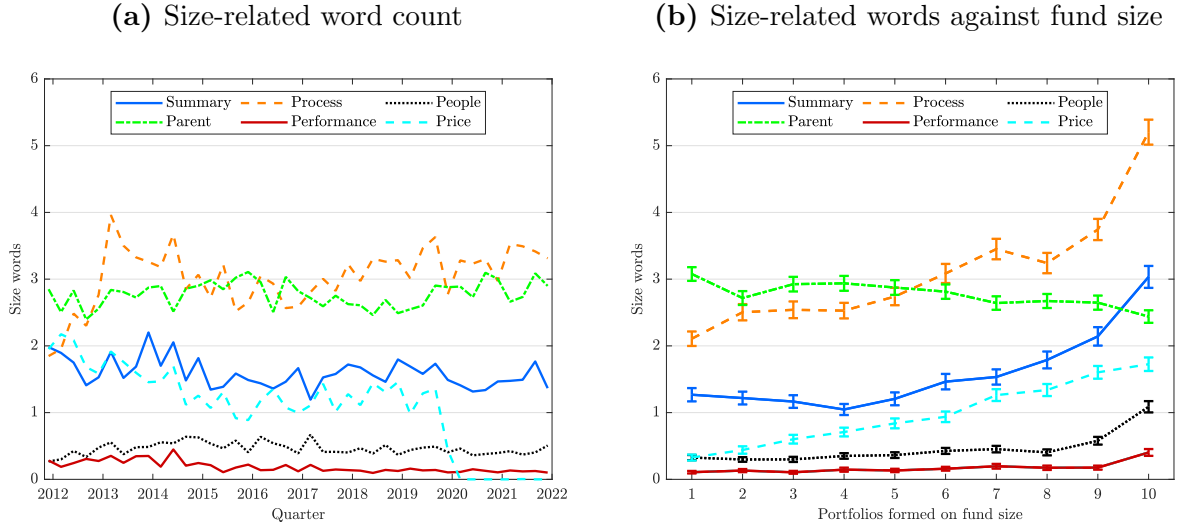 (a) Size-related word count
6
5
4
3
2
1
0
Size words
Summary Process People
Parent Performance Price
2012 2013 2014 2015 2016 2017 2018 2019 2020 2021 2022
Quarter
(b) Size-related words against fund size
6
5
4
3
2
1
0
Size words
Summary Process People
Parent Performance Price
1 2 3 4 5 6 7 8 9 10
Portfolios formed on fund size